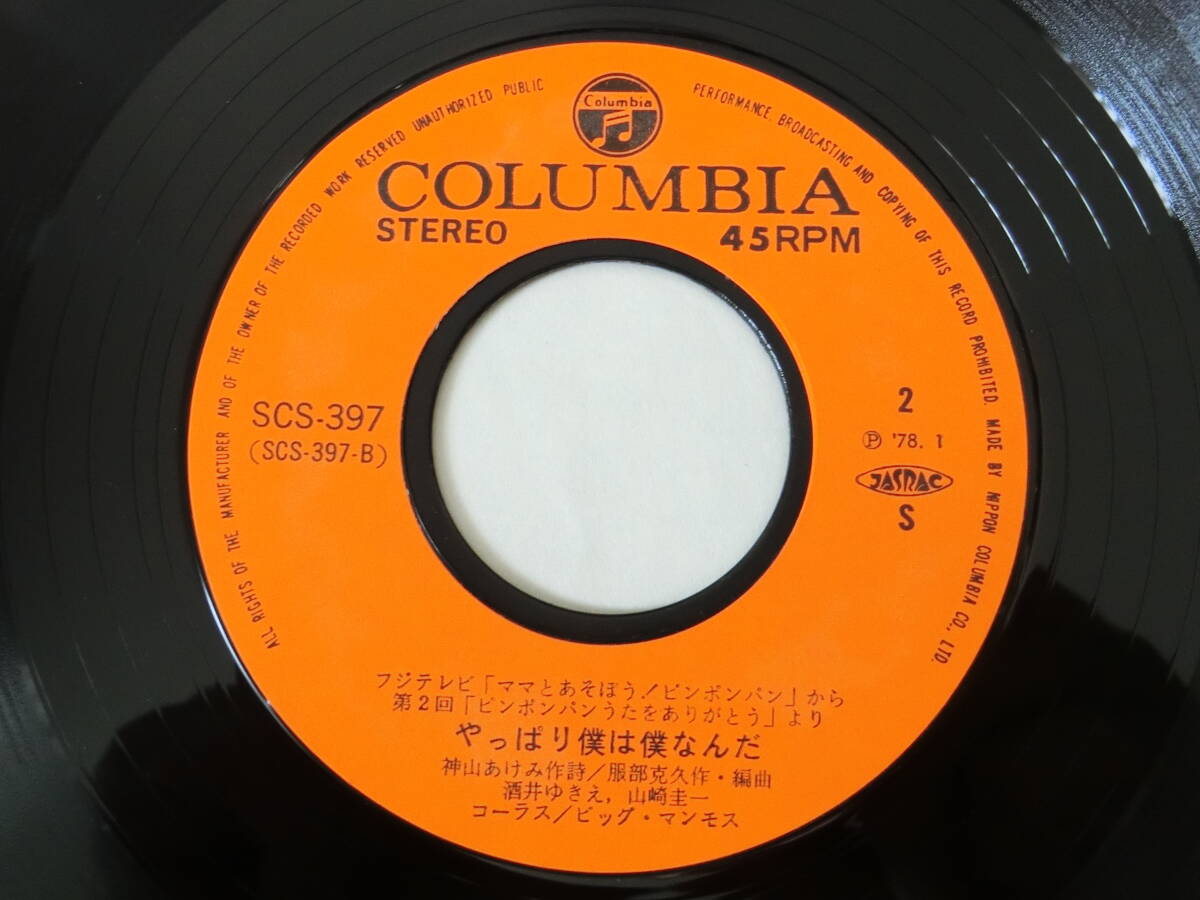 ALL RIGHTS OF THE MANUFACTURER AND OF THE OWNER OF THE RECORDED WORK RESERVED UNAUTHORIZED PUBLIC PERFORMANCE, BROADCASTING AND COPYING OF THIS RECORD PROHIBITED. MADE BY NIPPON COLUMBIA CO., LTD.
Columbia
COLUMBIA
STEREO 45RPM
SCS-397
(SCS-397-B)
2
Ⓟ '78. 1
JASRAC
S
フジテレビ「ママとあそぼう!ピンポンパン」から
第2回「ピンポンパンうたをありがとう」より
やっぱり僕は僕なんだ
神山あけみ作詩/服部克久作・編曲
酒井ゆきえ, 山崎圭一
コーラス/ビッグ・マンモス